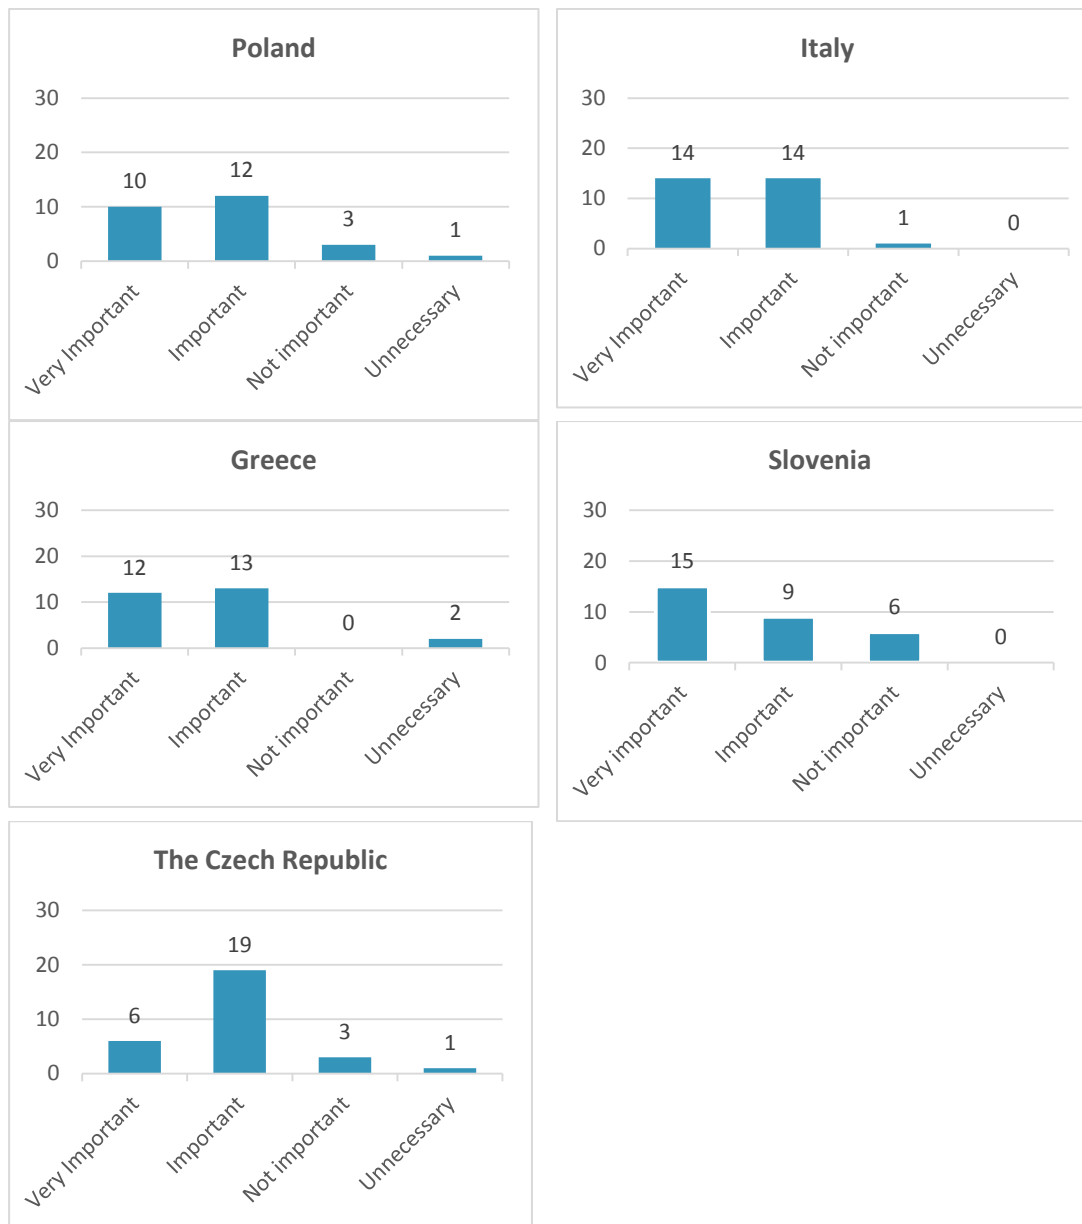 Poland
30
20
10
0
10
12
3
1
Very Important
Important
Not important
Unnecessary
Italy
30
20
10
0
14
14
1
0
Very Important
Important
Not important
Unnecessary
Greece
30
20
10
0
12
13
0
2
Very Important
Important
Not important
Unnecessary
Slovenia
30
20
10
0
15
9
6
0
Very important
Important
Not important
Unnecessary
The Czech Republic
30
20
10
0
6
19
3
1
Very Important
Important
Not important
Unnecessary